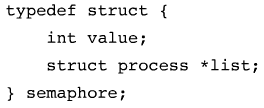 typedef struct {
    int value;
    struct process *list;
} semaphore;